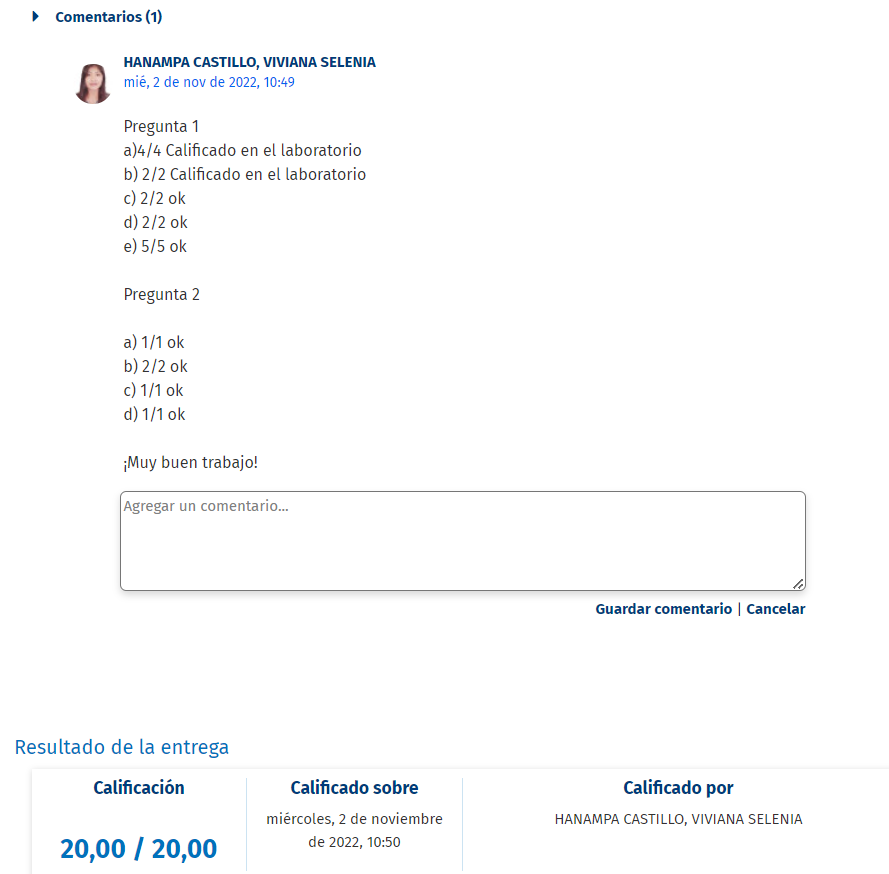 Comentarios (1)
HANAMPA CASTILLO, VIVIANA SELENIA
mié, 2 de nov de 2022, 10:49
Pregunta 1
a)4/4 Calificado en el laboratorio
b) 2/2 Calificado en el laboratorio
c) 2/2 ok
d) 2/2 ok
e) 5/5 ok
Pregunta 2
a) 1/1 ok
b) 2/2 ok
c) 1/1 ok
d) 1/1 ok
¡Muy buen trabajo!
Agregar un comentario...
Guardar comentario | Cancelar
Resultado de la entrega
Calificación
20,00 / 20,00
Calificado sobre
miércoles, 2 de noviembre
de 2022, 10:50
Calificado por
HANAMPA CASTILLO, VIVIANA SELENIA